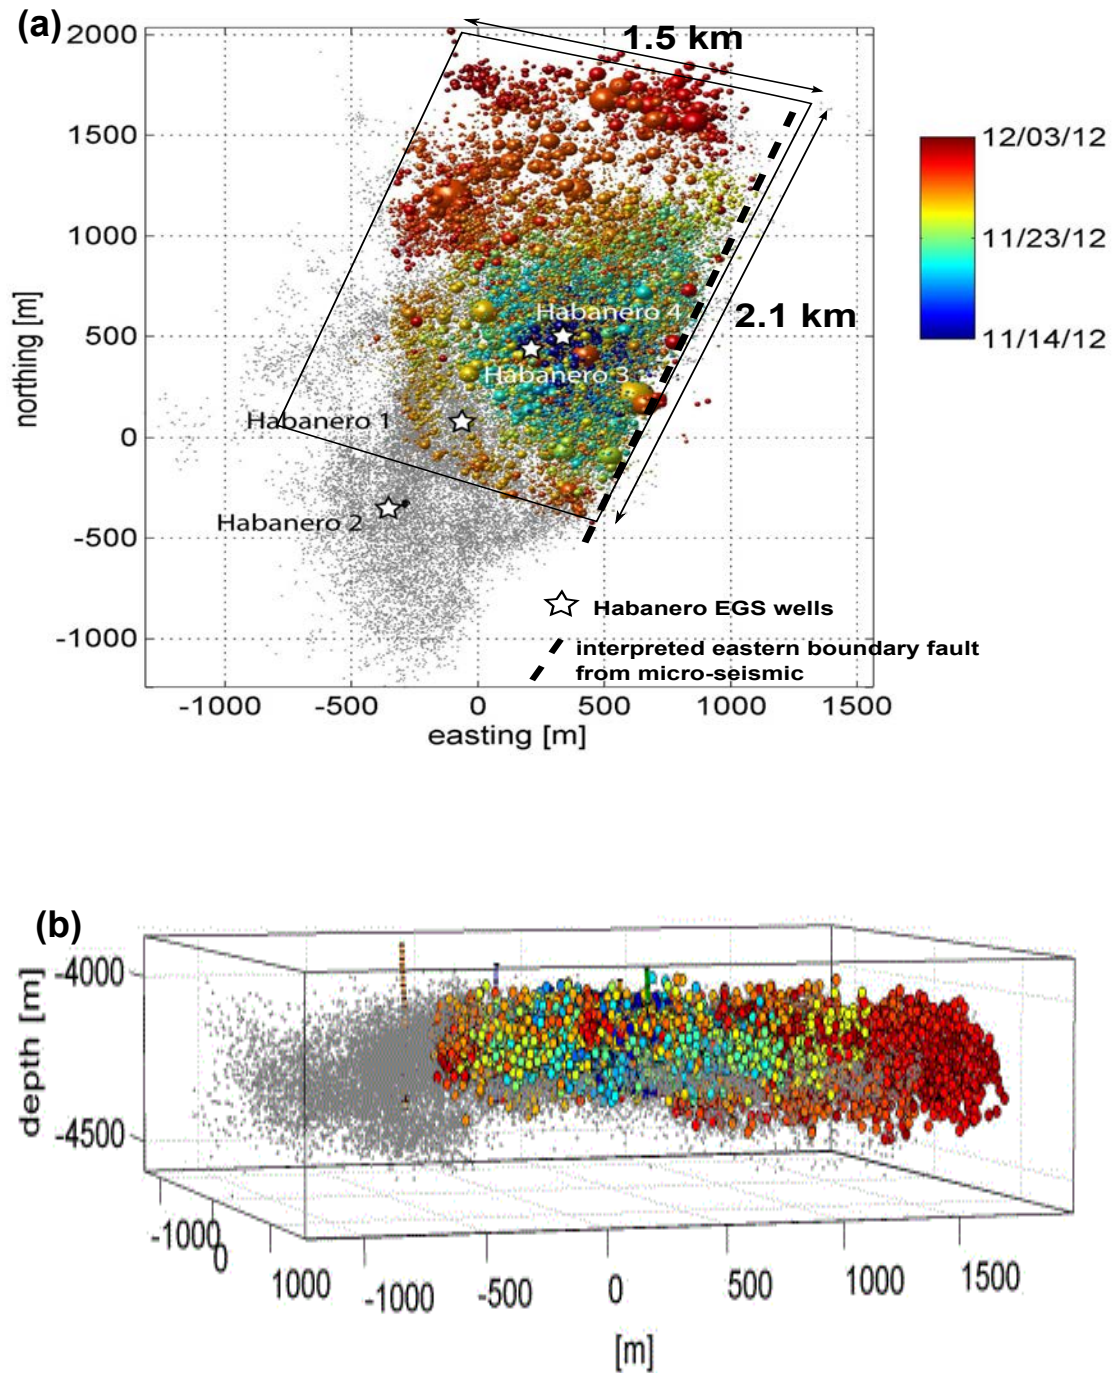 (a)
1.5 km
2000
1500
1000
500
0
-500
-1000
northing [m]
12/03/12
11/23/12
11/14/12
Habanero 4
2.1 km
Habanero 3
Habanero 1
Habanero 2
Habanero EGS wells
interpreted eastern boundary fault
from micro-seismic
-1000 -500 0 500 1000 1500
easting [m]
(b)
-4000
-4500
depth [m]
-1000
0
1000
-1000 -500 0 500 1000 1500
[m]